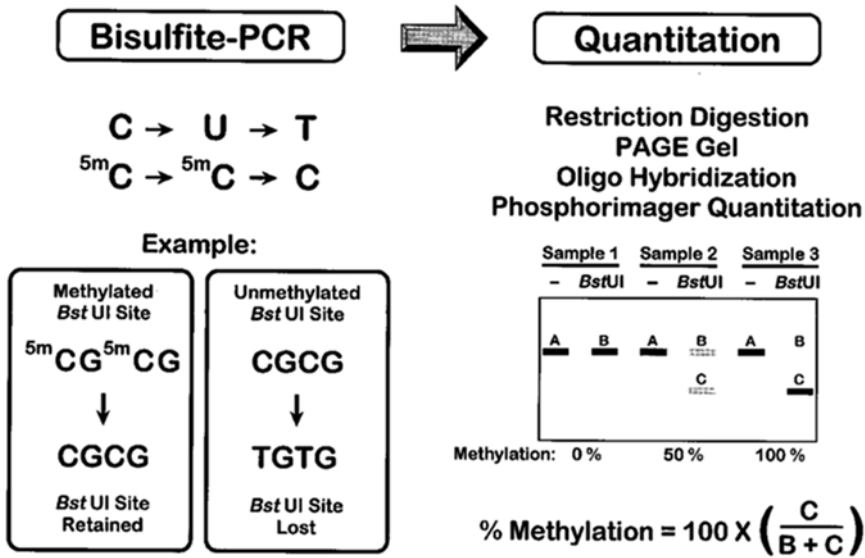 Bisulfite-PCR
Quantitation
C → U → T
5mC → 5mC → C
Example:
Methylated
Bst UI Site
5mCG5mCG
CGCG
Bst UI Site
Retained
Unmethylated
Bst UI Site
CGCG
TGTG
Bst UI Site
Lost
Restriction Digestion
PAGE Gel
Oligo Hybridization
Phosphorimager Quantitation
Sample 1 Sample 2 Sample 3
– BstUI – BstUI – BstUI
A B A B A B
C C
Methylation: 0 % 50 % 100 %
% Methylation = 100 X (C / B + C)